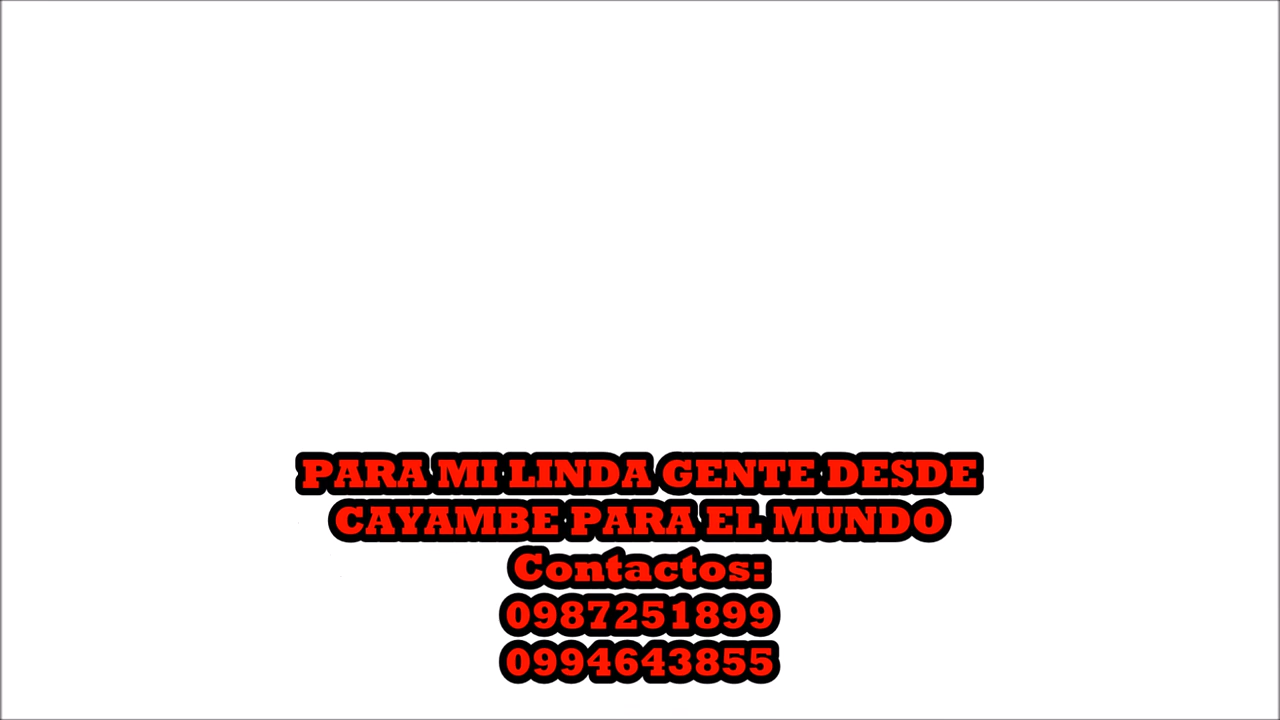 PARA MI LINDA GENTE DESDE
CAYAMBE PARA EL MUNDO
Contactos:
0987251899
0994643855